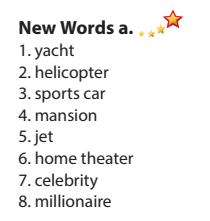 New Words a.
1. yacht
2. helicopter
3. sports car
4. mansion
5. jet
6. home theater
7. celebrity
8. millionaire